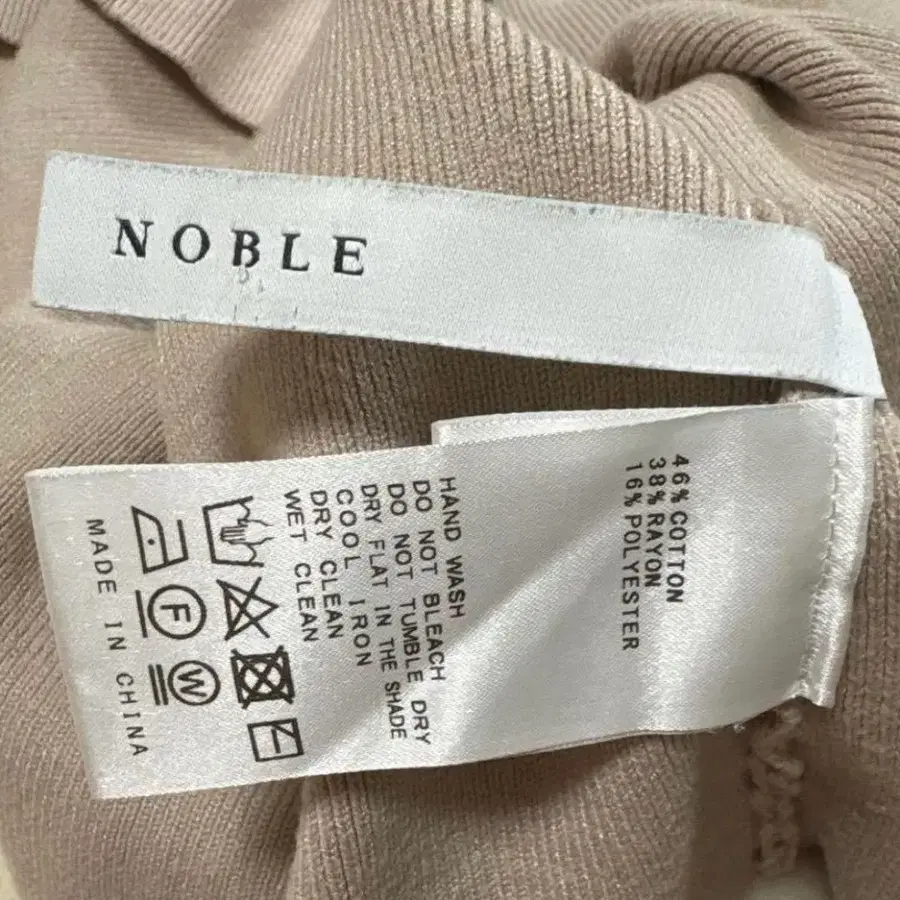 NOBLE
46% COTTON
38% RAYON
16% POLYESTER
HAND WASH
DO NOT BLEACH
DO NOT TUMBLE DRY
DRY FLAT IN THE SHADE
COOL IRON
DRY CLEAN
WET CLEAN
F
W
MADE IN CHINA